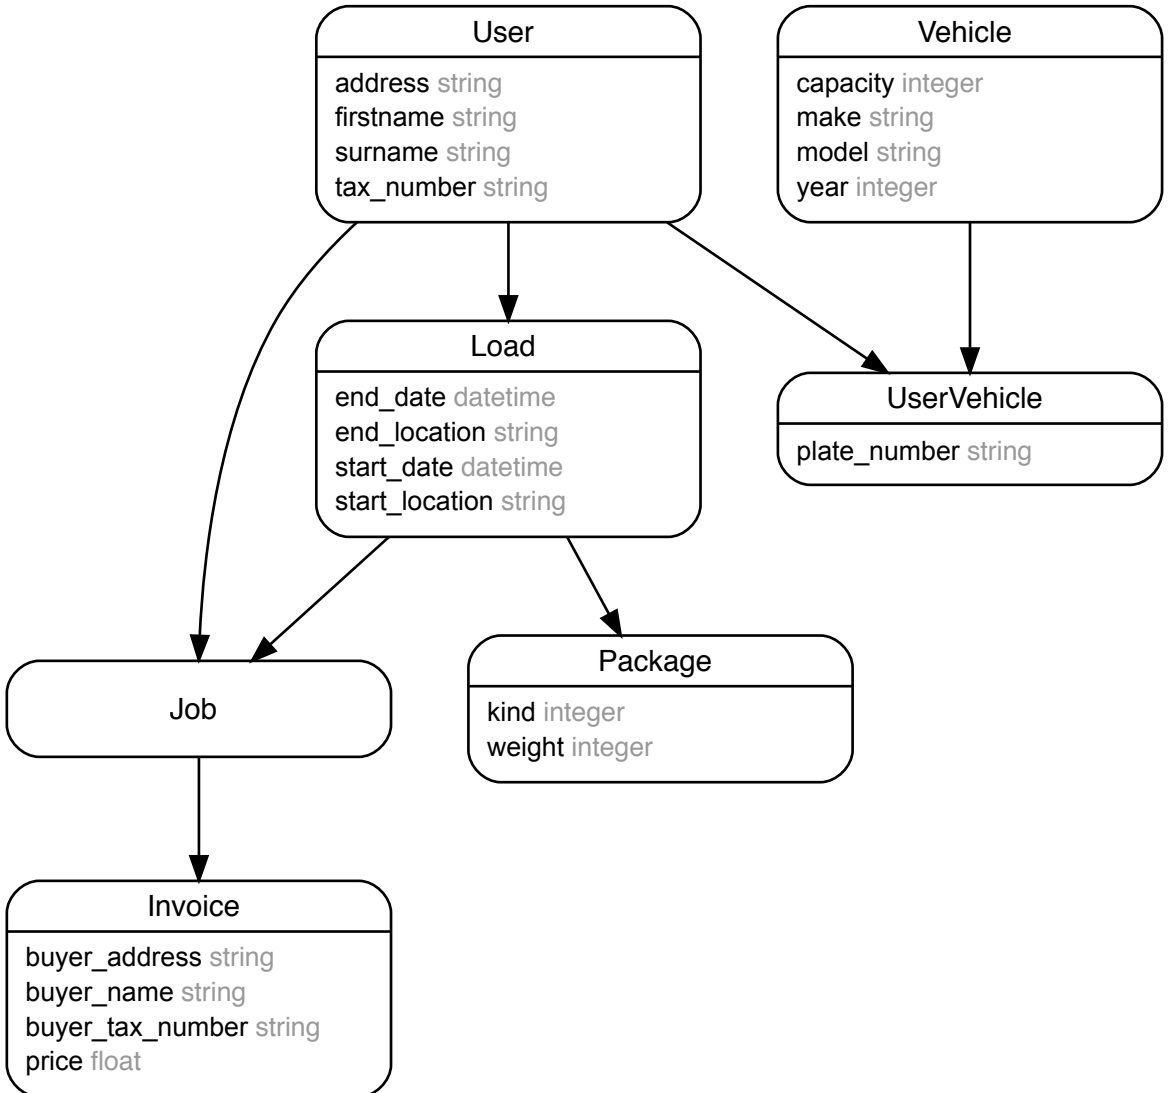 User
address string
firstname string
surname string
tax_number string
Vehicle
capacity integer
make string
model string
year integer
Load
end_date datetime
end_location string
start_date datetime
start_location string
UserVehicle
plate_number string
Job
Package
kind integer
weight integer
Invoice
buyer_address string
buyer_name string
buyer_tax_number string
price float